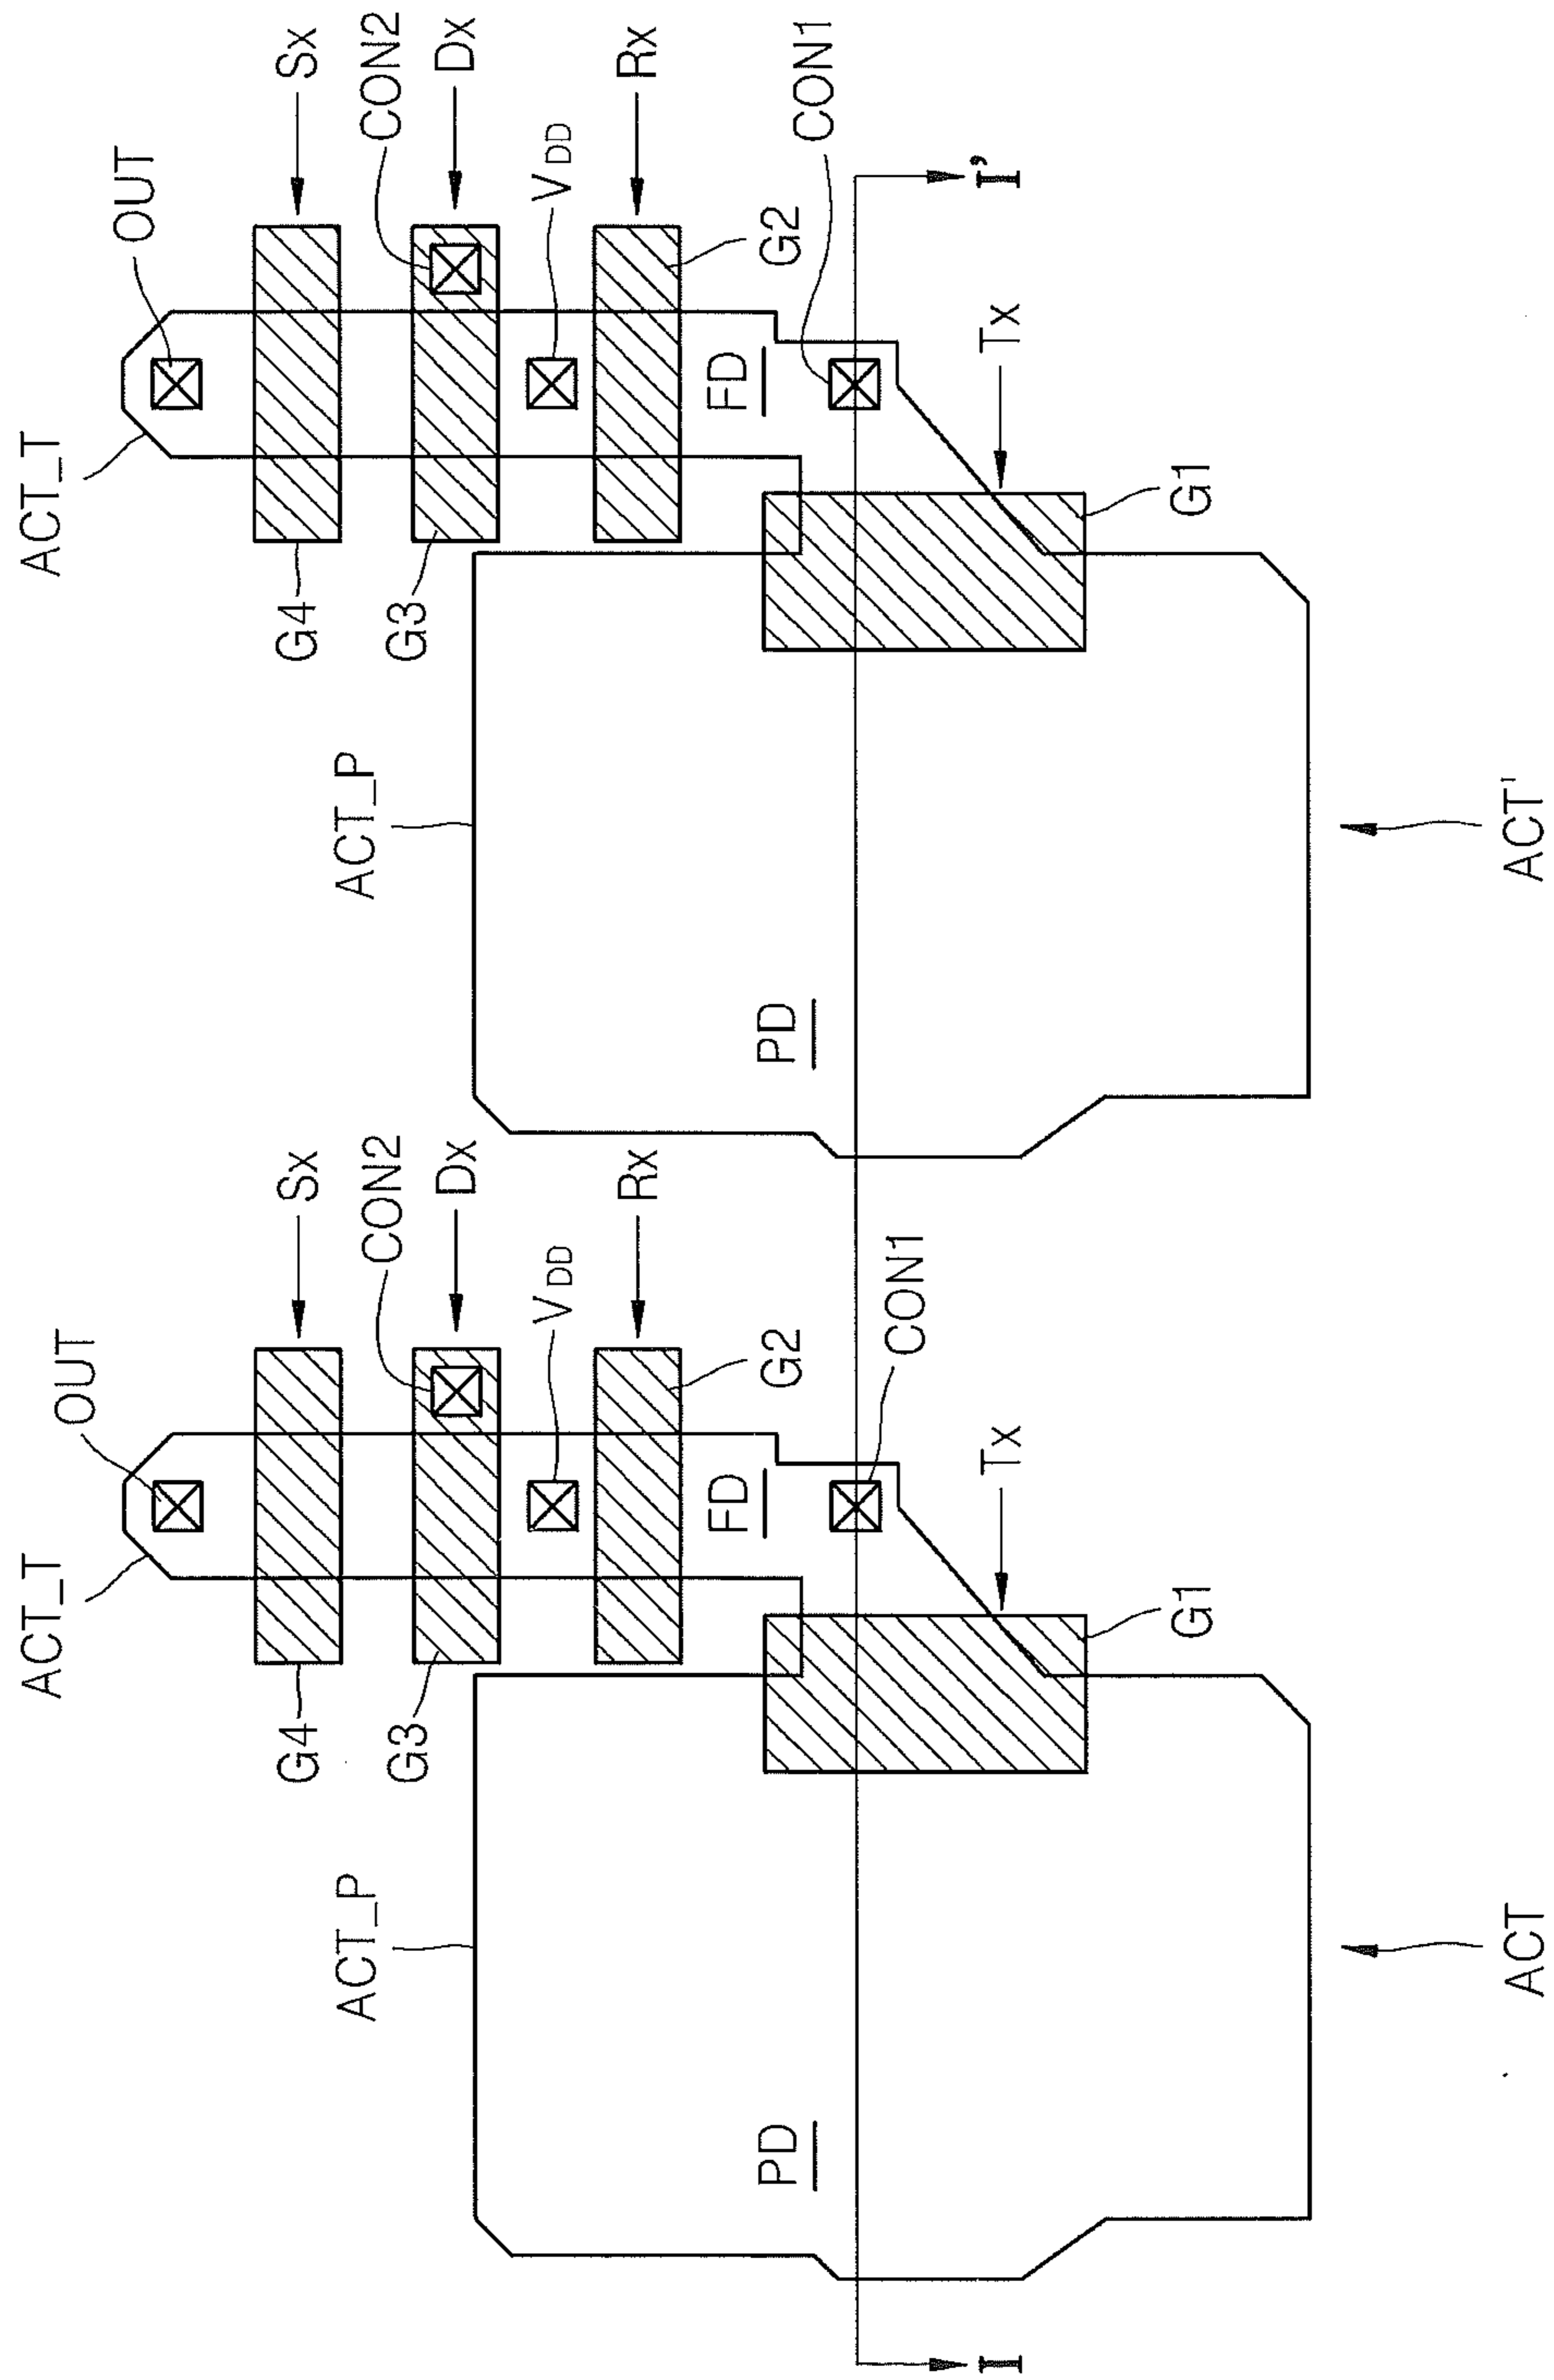 ACT_T
OUT
Sx
CON2
Dx
VDD
Rx
G2
CON1
FD
G4
G3
Tx
G1
ACT_P
PD
I
ACT
ACT_T
OUT
Sx
CON2
Dx
VDD
Rx
G2
CON1
FD
G4
G3
Tx
G1
ACT_P
PD
I'
ACT'